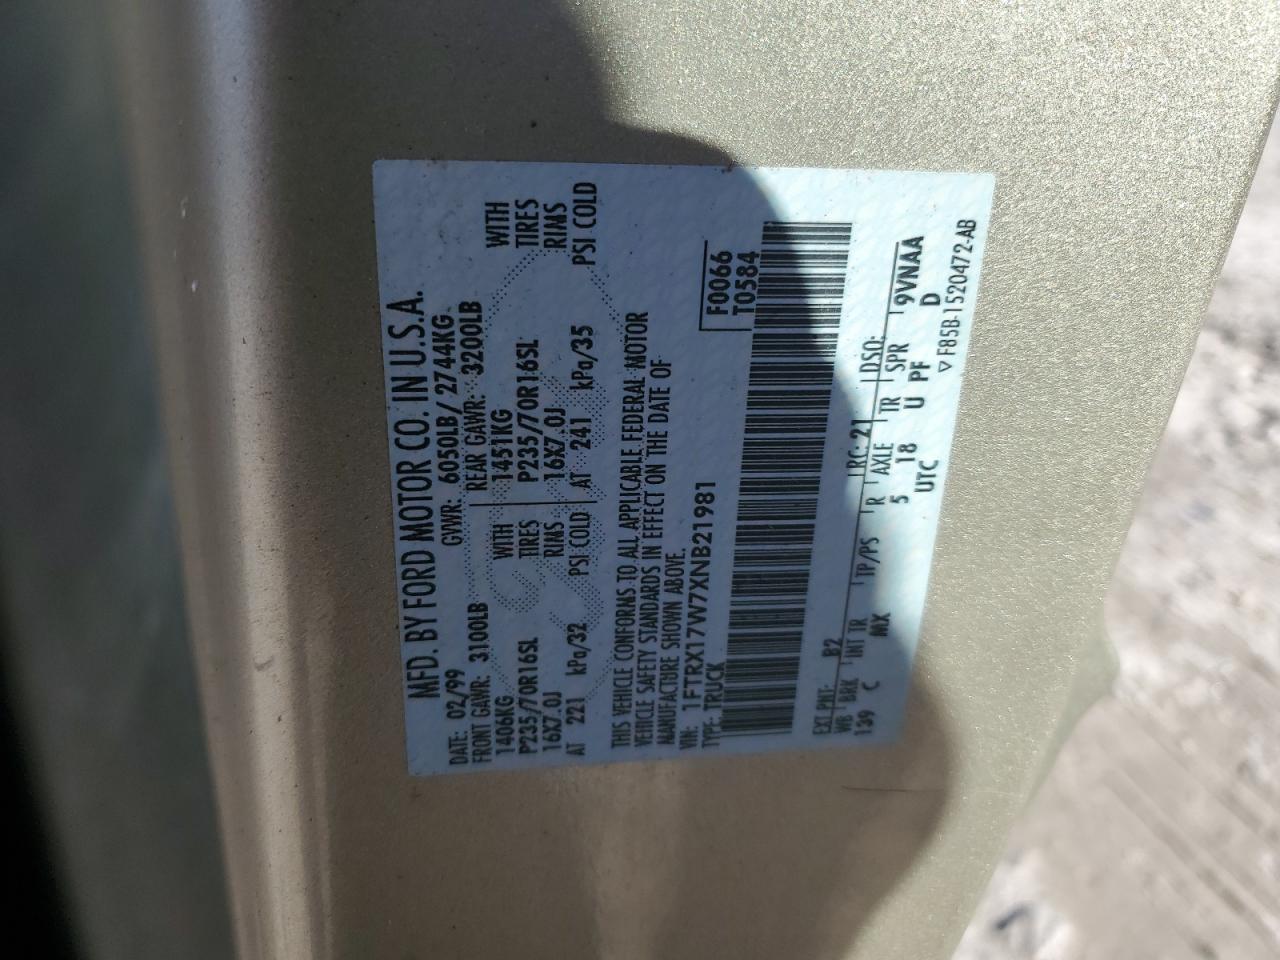 MFD. BY FORD MOTOR CO. IN U.S.A.
DATE: 02/99 GVWR: 6050LB/ 2744KG
FRONT GAWR: 3100LB REAR GAWR: 3200LB
1406KG WITH 1451KG WITH
P235/70R16SL TIRES P235/70R16SL TIRES
16X7.0J RIMS 16X7.0J RIMS
AT 221 kPa/32 PSI COLD AT 241 kPa/35 PSI COLD
THIS VEHICLE CONFORMS TO ALL APPLICABLE FEDERAL MOTOR
VEHICLE SAFETY STANDARDS IN EFFECT ON THE DATE OF
MANUFACTURE SHOWN ABOVE.
VIN: 1FTRX17W7XNB21981 F0066
TYPE: TRUCK T0584
EXT PNT: B2 RC: 21 DSO:
WB BRK INT TR TP/PS R AXLE TR SPR 9VNAA
139 C MX 5 18 U PF D
UTC
▽ F85B-1520472-AB